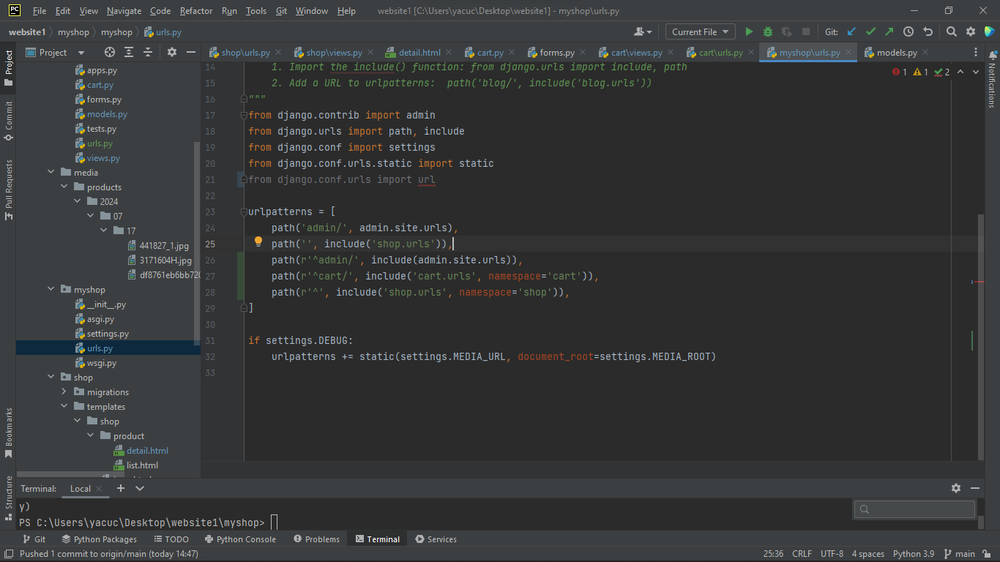 PC File Edit View Navigate Code Refactor Run Tools Git Window Help website1 [C:\Users\yacuc\Desktop\website1] - myshop\urls.py
website1 myshop myshop urls.py Current File Git:
Project shop\urls.py shop\views.py detail.html cart.py forms.py cart\views.py cart\urls.py myshop\urls.py models.py
Project
Commit
Pull Requests
Bookmarks
Structure
Notifications
apps.py
cart.py
forms.py
models.py
tests.py
urls.py
views.py
media
products
2024
07
17
441827_1.jpg
3171604H.jpg
df8761eb6bb720
myshop
__init__.py
asgi.py
settings.py
urls.py
wsgi.py
shop
migrations
templates
shop
product
detail.html
list.html
1 1 2
14 1. Import the include() function: from django.urls import include, path
15 2. Add a URL to urlpatterns:  path('blog/', include('blog.urls'))
16 """
17 from django.contrib import admin
18 from django.urls import path, include
19 from django.conf import settings
20 from django.conf.urls.static import static
21 from django.conf.urls import url
22
23 urlpatterns = [
24 path('admin/', admin.site.urls),
25 path('', include('shop.urls')),
26 path(r'^admin/', include(admin.site.urls)),
27 path(r'^cart/', include('cart.urls', namespace='cart')),
28 path(r'^', include('shop.urls', namespace='shop')),
29 ]
30
31 if settings.DEBUG:
32 urlpatterns += static(settings.MEDIA_URL, document_root=settings.MEDIA_ROOT)
33
Terminal: Local
y)
PS C:\Users\yacuc\Desktop\website1\myshop>
Git Python Packages TODO Python Console Problems Terminal Services
Pushed 1 commit to origin/main (today 14:47) 25:36 CRLF UTF-8 4 spaces Python 3.9 main